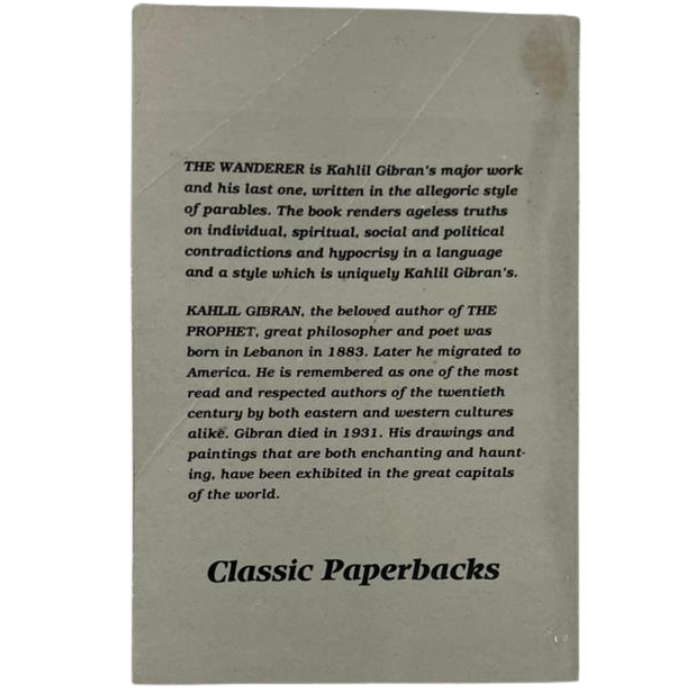 THE WANDERER is Kahlil Gibran's major work
and his last one, written in the allegoric style
of parables. The book renders ageless truths
on individual, spiritual, social and political
contradictions and hypocrisy in a language
and a style which is uniquely Kahlil Gibran's.
KAHLIL GIBRAN, the beloved author of THE
PROPHET, great philosopher and poet was
born in Lebanon in 1883. Later he migrated to
America. He is remembered as one of the most
read and respected authors of the twentieth
century by both eastern and western cultures
alike. Gibran died in 1931. His drawings and
paintings that are both enchanting and haunt-
ing, have been exhibited in the great capitals
of the world.
Classic Paperbacks